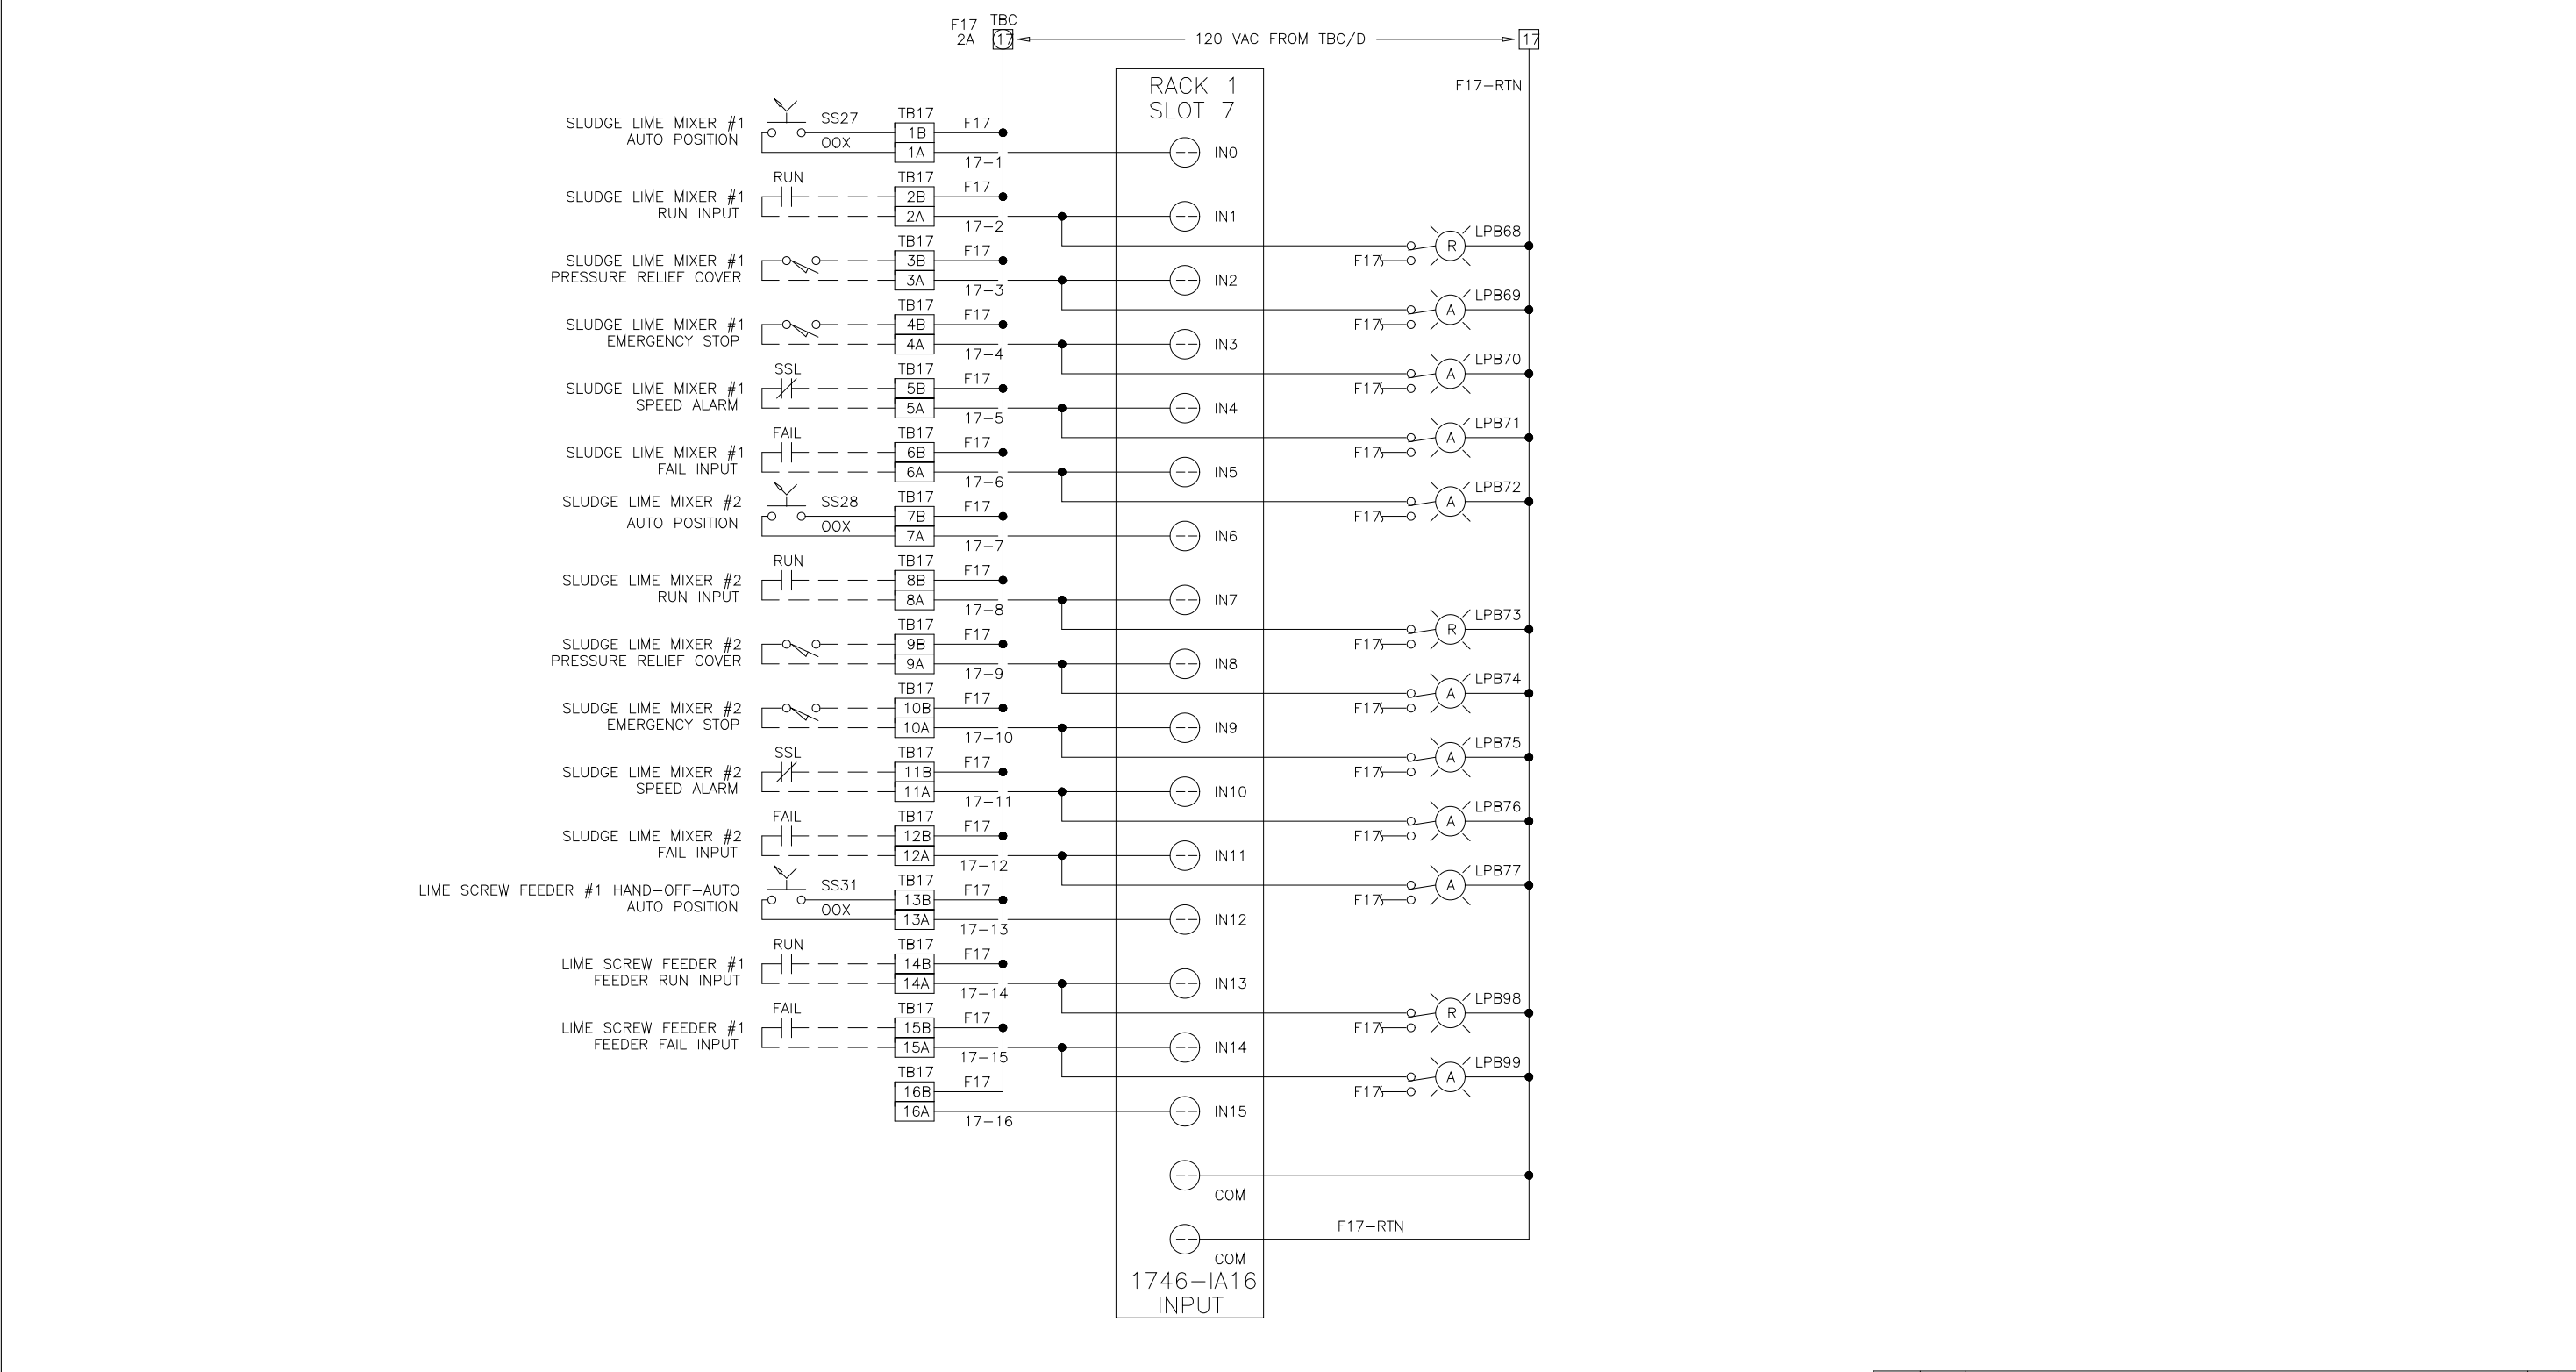 F17 TBC
2A 17 120 VAC FROM TBC/D 17
F17-RTN
RACK 1
SLOT 7
SLUDGE LIME MIXER #1
AUTO POSITION
SS27
OOX
TB17
1B
1A
F17
17-1
IN0
SLUDGE LIME MIXER #1
RUN INPUT
RUN
TB17
2B
2A
F17
17-2
IN1
LPB68
R
F17
SLUDGE LIME MIXER #1
PRESSURE RELIEF COVER
TB17
3B
3A
F17
17-3
IN2
LPB69
A
F17
SLUDGE LIME MIXER #1
EMERGENCY STOP
TB17
4B
4A
F17
17-4
IN3
LPB70
A
F17
SLUDGE LIME MIXER #1
SPEED ALARM
SSL
TB17
5B
5A
F17
17-5
IN4
LPB71
A
F17
SLUDGE LIME MIXER #1
FAIL INPUT
FAIL
TB17
6B
6A
F17
17-6
IN5
LPB72
A
F17
SLUDGE LIME MIXER #2
AUTO POSITION
SS28
OOX
TB17
7B
7A
F17
17-7
IN6
SLUDGE LIME MIXER #2
RUN INPUT
RUN
TB17
8B
8A
F17
17-8
IN7
LPB73
R
F17
SLUDGE LIME MIXER #2
PRESSURE RELIEF COVER
TB17
9B
9A
F17
17-9
IN8
LPB74
A
F17
SLUDGE LIME MIXER #2
EMERGENCY STOP
TB17
10B
10A
F17
17-10
IN9
LPB75
A
F17
SLUDGE LIME MIXER #2
SPEED ALARM
SSL
TB17
11B
11A
F17
17-11
IN10
LPB76
A
F17
SLUDGE LIME MIXER #2
FAIL INPUT
FAIL
TB17
12B
12A
F17
17-12
IN11
LPB77
A
F17
LIME SCREW FEEDER #1 HAND-OFF-AUTO
AUTO POSITION
SS31
OOX
TB17
13B
13A
F17
17-13
IN12
LIME SCREW FEEDER #1
FEEDER RUN INPUT
RUN
TB17
14B
14A
F17
17-14
IN13
LPB98
R
F17
LIME SCREW FEEDER #1
FEEDER FAIL INPUT
FAIL
TB17
15B
15A
F17
17-15
IN14
LPB99
A
F17
TB17
16B
16A
F17
17-16
IN15
COM
F17-RTN
COM
1746-IA16
INPUT